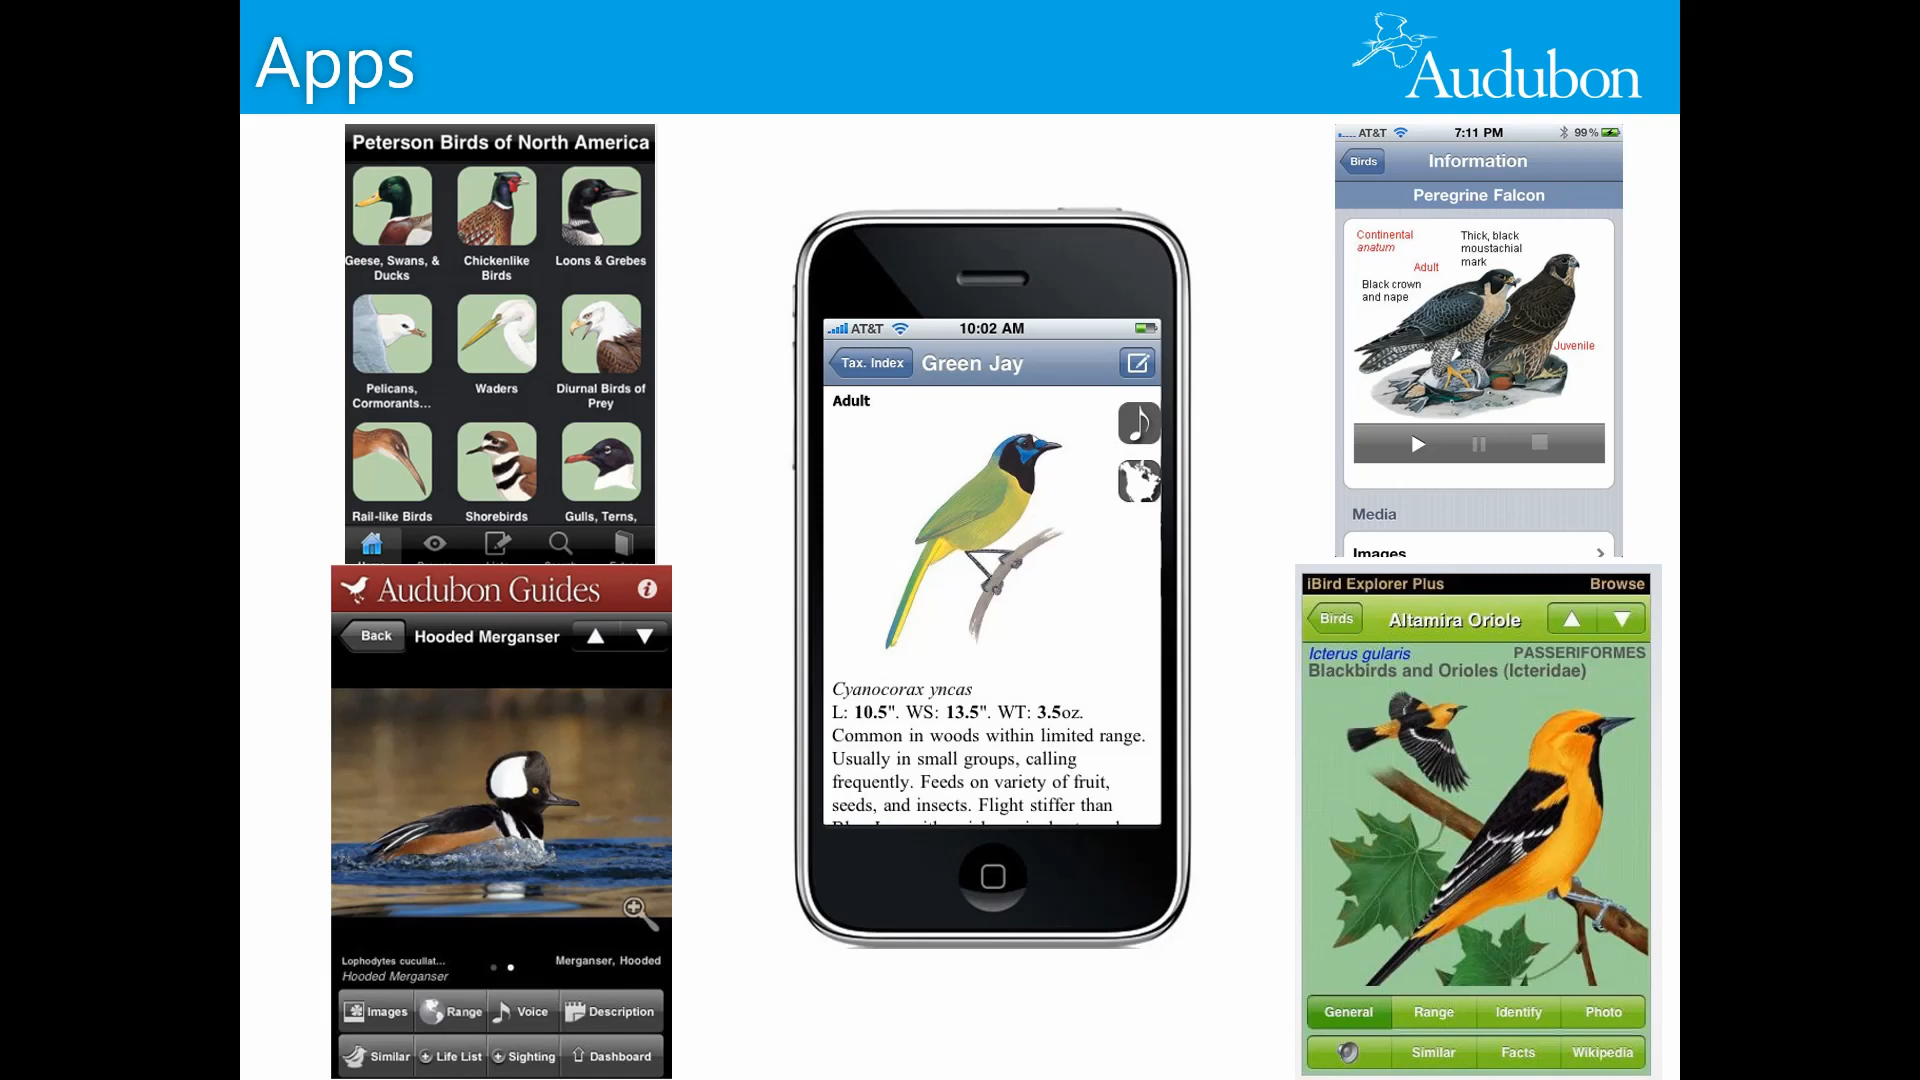 Apps
Audubon
Peterson Birds of North America
Geese, Swans, &
Ducks
Chickenlike
Birds
Loons & Grebes
Pelicans,
Cormorants...
Waders
Diurnal Birds of
Prey
Rail-like Birds
Shorebirds
Gulls, Terns,
Audubon Guides
Back
Hooded Merganser
Lophodytes cucullat...
Hooded Merganser
Merganser, Hooded
Images
Range
Voice
Description
Similar
Life List
Sighting
Dashboard
AT&T
10:02 AM
Tax. Index
Green Jay
Adult
Cyanocorax yncas
L: 10.5". WS: 13.5". WT: 3.5oz.
Common in woods within limited range.
Usually in small groups, calling
frequently. Feeds on variety of fruit,
seeds, and insects. Flight stiffer than
AT&T
7:11 PM
99%
Birds
Information
Peregrine Falcon
Continental
anatum
Adult
Thick, black
moustachial
mark
Black crown
and nape
Juvenile
Media
Images
iBird Explorer Plus
Browse
Birds
Altamira Oriole
Icterus gularis
PASSERIFORMES
Blackbirds and Orioles (Icteridae)
General
Range
Identify
Photo
Similar
Facts
Wikipedia